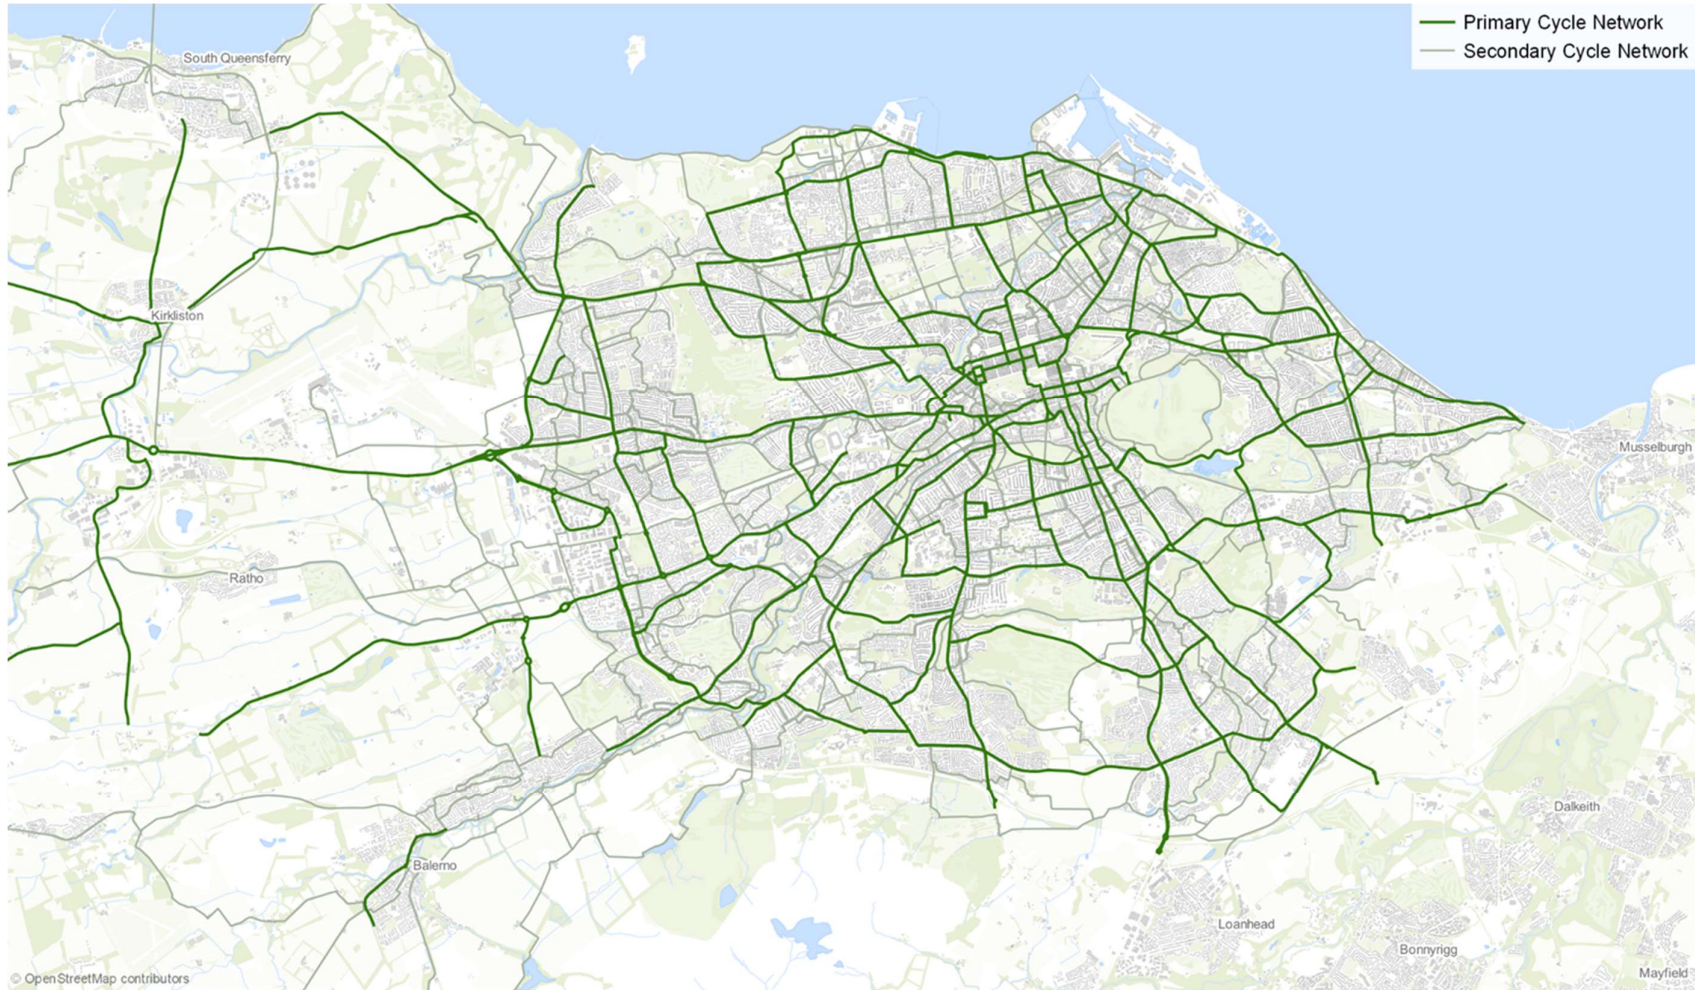 Primary Cycle Network
Secondary Cycle Network
South Queensferry
Kirkliston
Musselburgh
Ratho
Dalkeith
Balerno
Loanhead
Bonnyrigg
Mayfield
© OpenStreetMap contributors